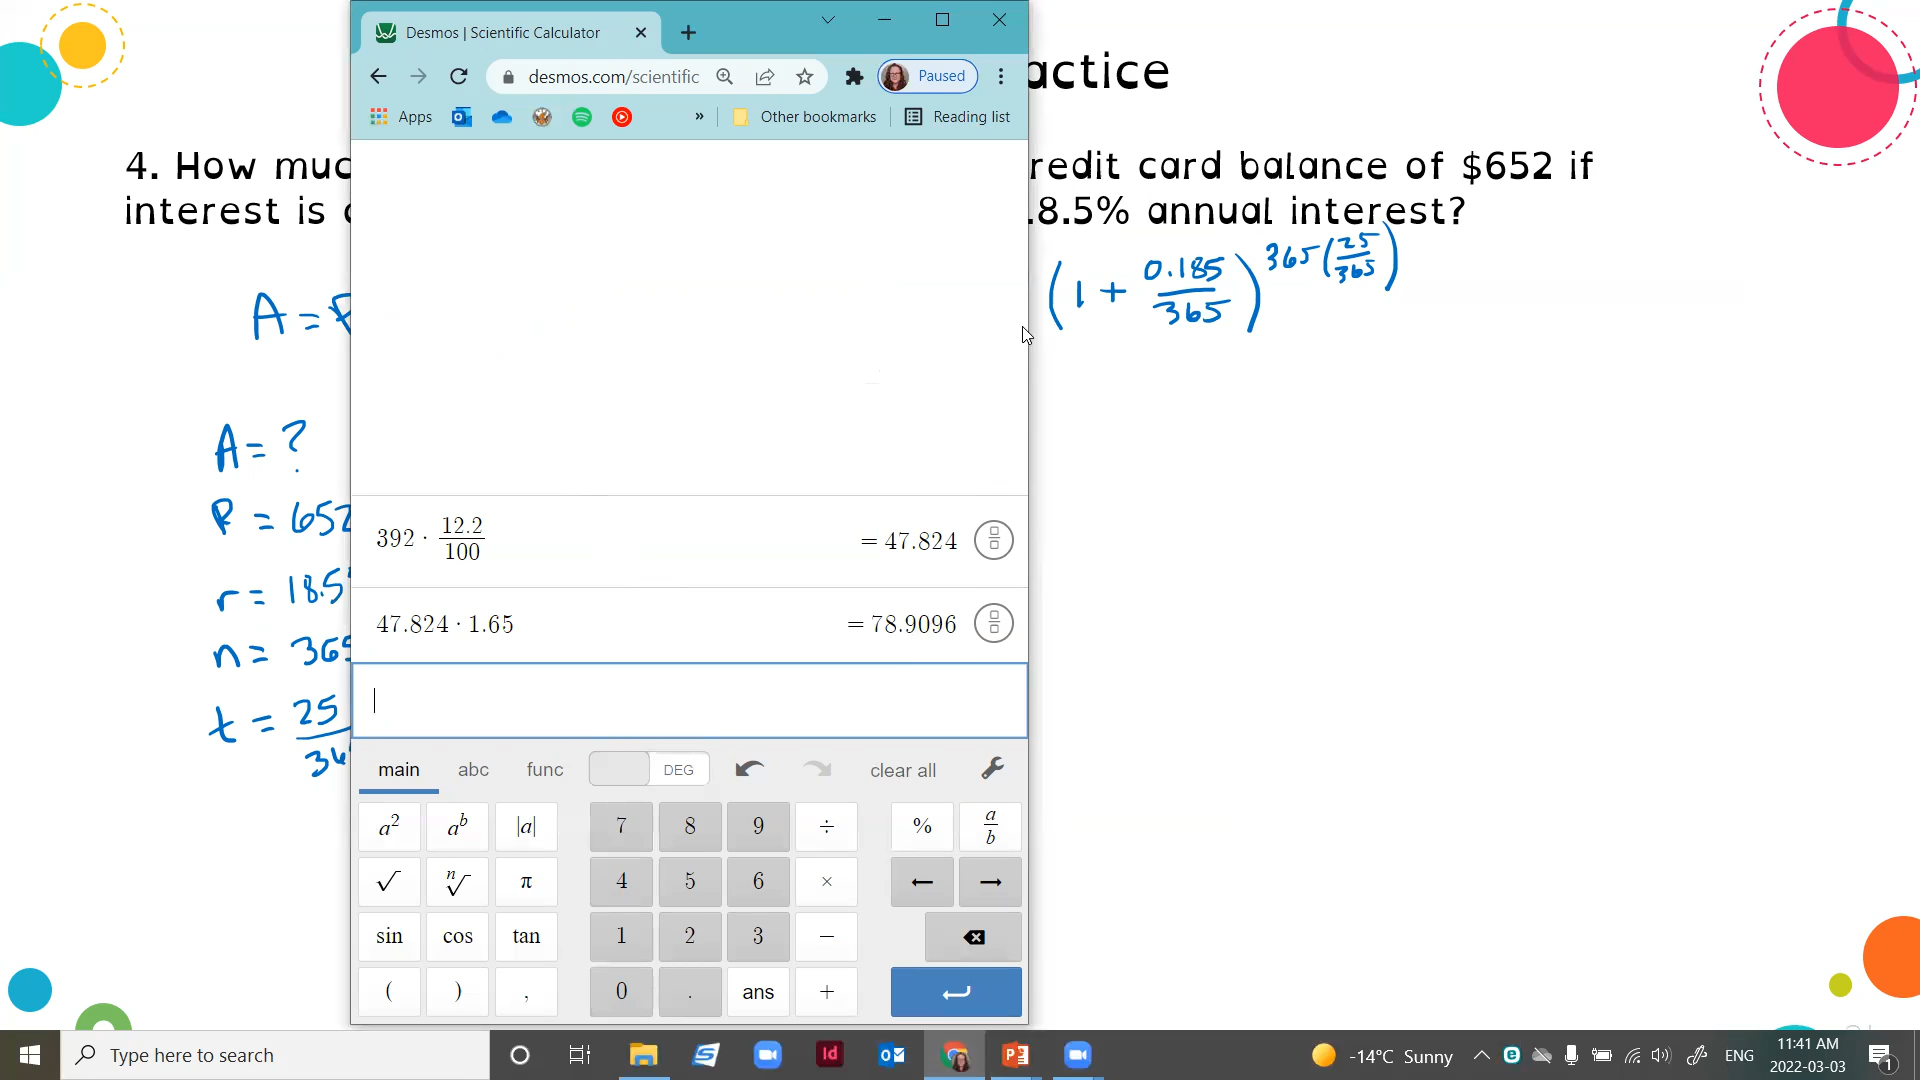 Desmos | Scientific Calculator
desmos.com/scientific
Paused
Apps
»
Other bookmarks
Reading list
actice
4. How muc
redit card balance of $652 if
interest is
8.5% annual interest?
(1 + 0.185/365)^365(25/365)
A = P
A = ?
P = 652
r = 18.5
n = 365
t = 25/36
392 · 12.2/100
= 47.824
47.824 · 1.65
= 78.9096
main
abc
func
DEG
clear all
a² aᵇ |a| 7 8 9 ÷ % a/b
√ ⁿ√ π 4 5 6 × ← →
sin cos tan 1 2 3 −
( ) , 0 . ans +
Type here to search
Id
-14°C Sunny
ENG
11:41 AM
2022-03-03
1